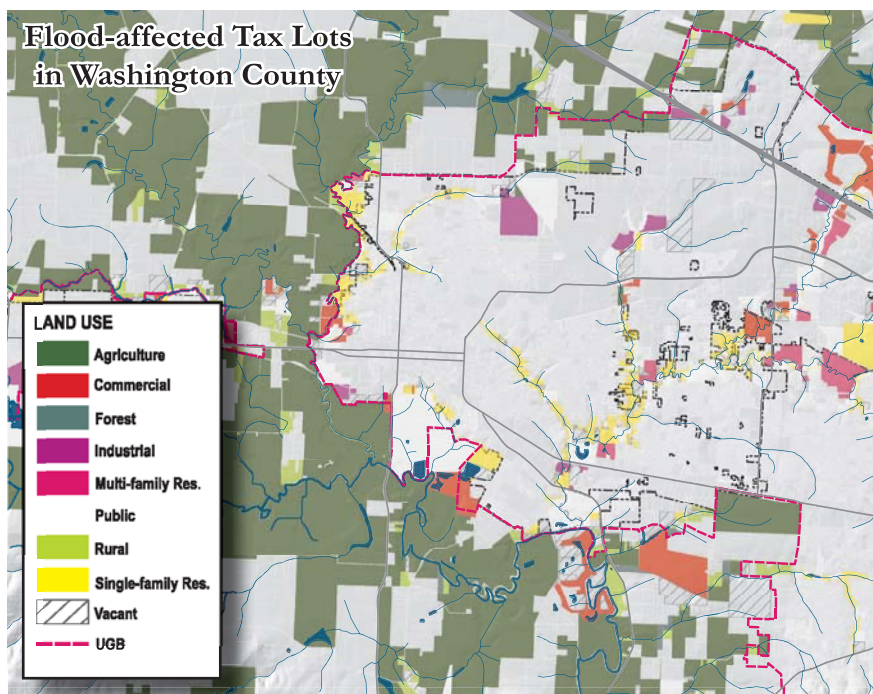 Flood-affected Tax Lots
in Washington County
LAND USE
Agriculture
Commercial
Forest
Industrial
Multi-family Res.
Public
Rural
Single-family Res.
Vacant
UGB